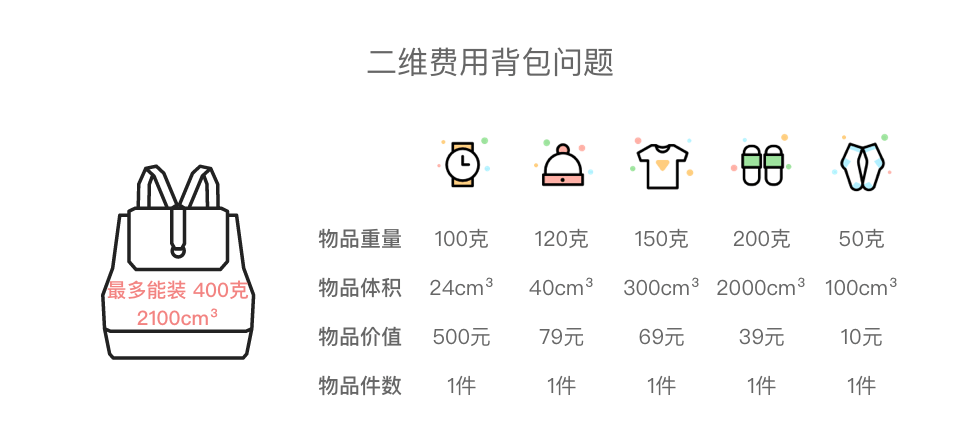 二维费用背包问题
最多能装 400克
2100cm³
物品重量 100克 120克 150克 200克 50克
物品体积 24cm³ 40cm³ 300cm³ 2000cm³ 100cm³
物品价值 500元 79元 69元 39元 10元
物品件数 1件 1件 1件 1件 1件